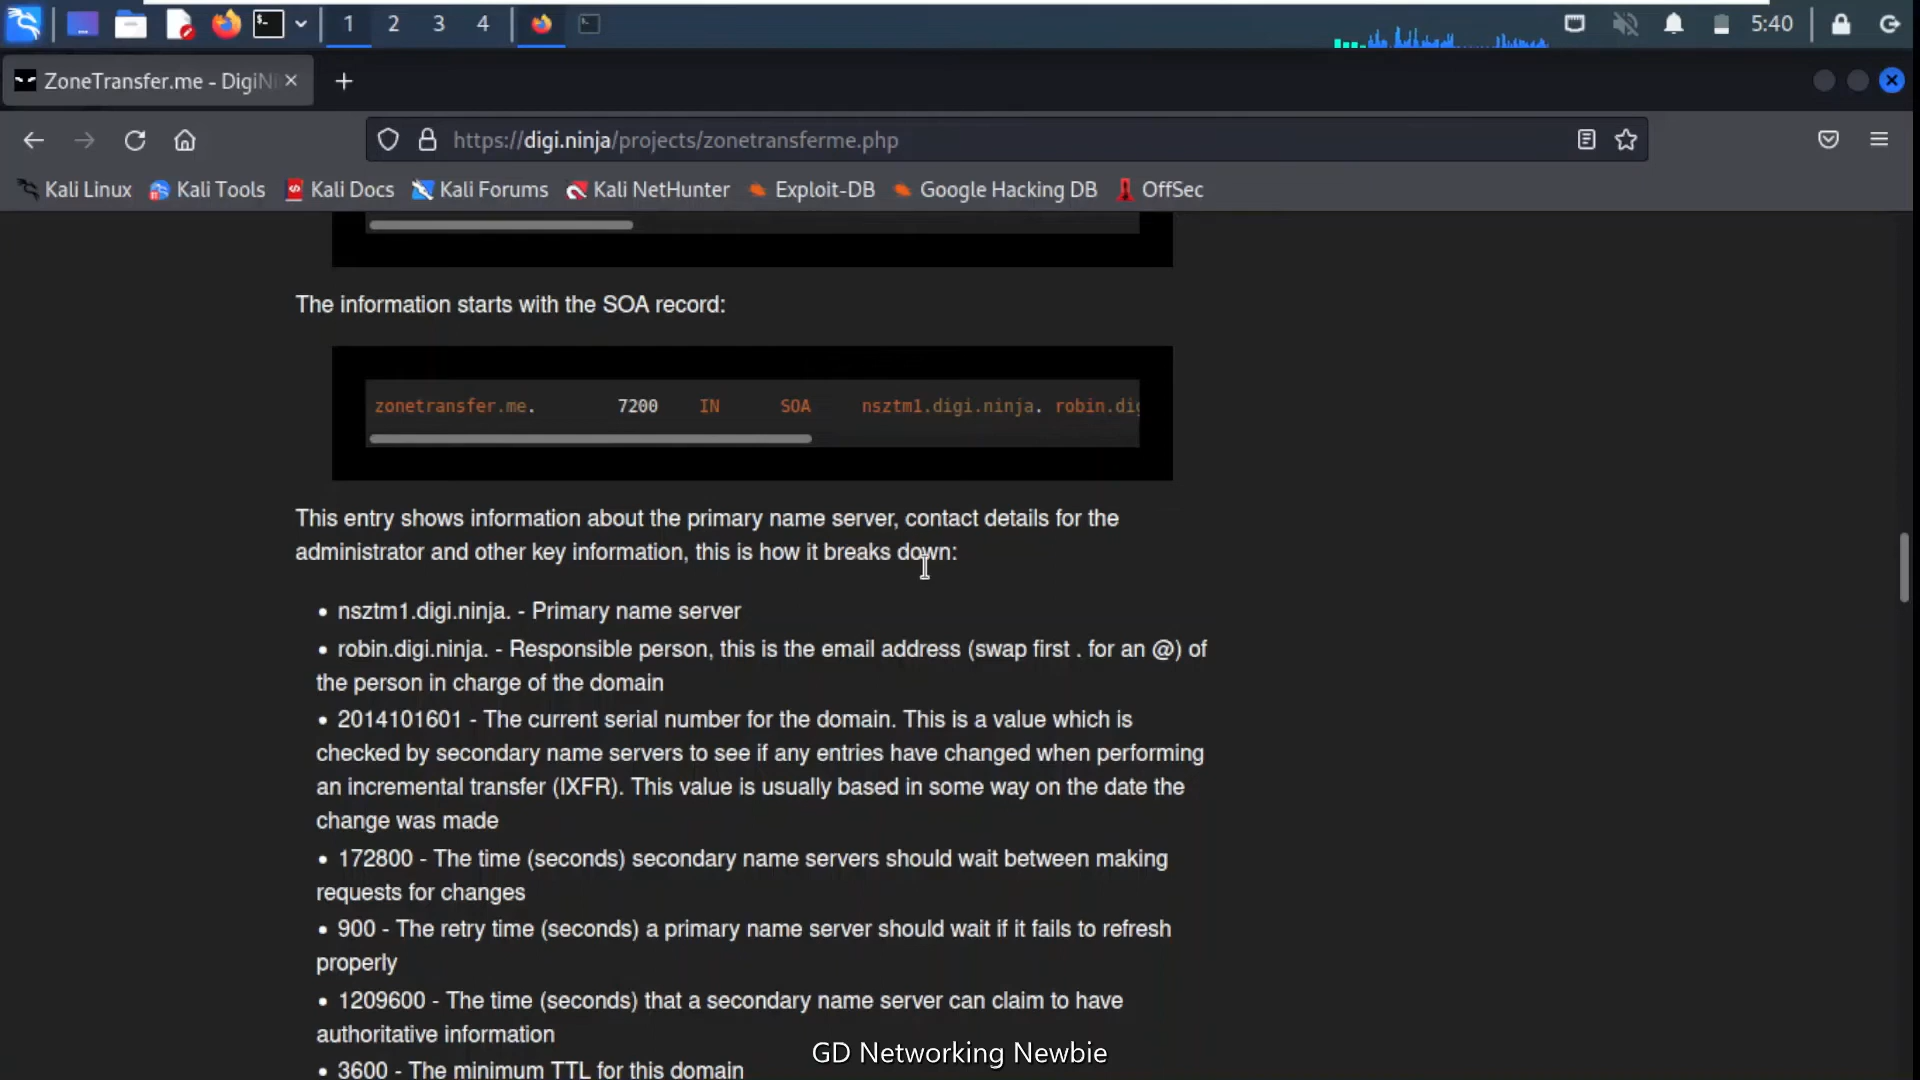 1 2 3 4 5:40
ZoneTransfer.me - DigiNi
https://digi.ninja/projects/zonetransferme.php
Kali Linux Kali Tools Kali Docs Kali Forums Kali NetHunter Exploit-DB Google Hacking DB OffSec
The information starts with the SOA record:
zonetransfer.me. 7200 IN SOA nsztm1.digi.ninja. robin.dig
This entry shows information about the primary name server, contact details for the
administrator and other key information, this is how it breaks down:
• nsztm1.digi.ninja. - Primary name server
• robin.digi.ninja. - Responsible person, this is the email address (swap first . for an @) of
the person in charge of the domain
• 2014101601 - The current serial number for the domain. This is a value which is
checked by secondary name servers to see if any entries have changed when performing
an incremental transfer (IXFR). This value is usually based in some way on the date the
change was made
• 172800 - The time (seconds) secondary name servers should wait between making
requests for changes
• 900 - The retry time (seconds) a primary name server should wait if it fails to refresh
properly
• 1209600 - The time (seconds) that a secondary name server can claim to have
authoritative information
• 3600 - The minimum TTL for this domain
GD Networking Newbie